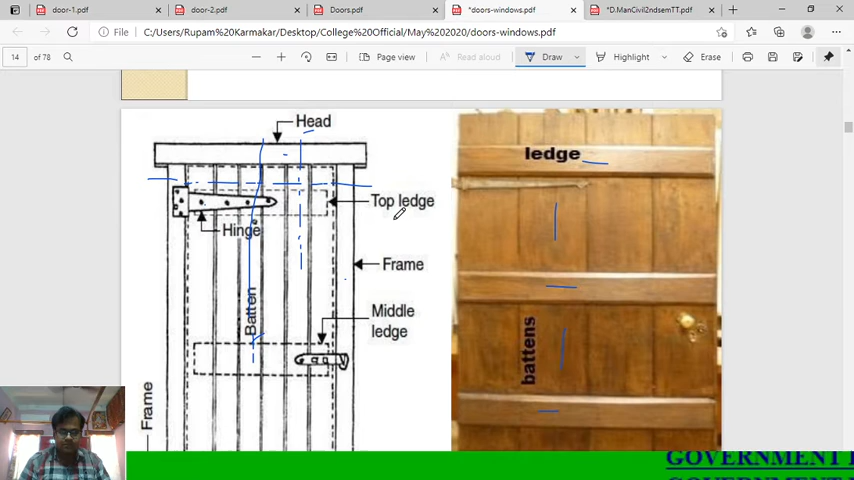 door-1.pdf
door-2.pdf
Doors.pdf
*doors-windows.pdf
*D.ManCivil2ndsemTT.pdf
File
C:/Users/Rupam%20Karmakar/Desktop/College%20Official/May%202020/doors-windows.pdf
14 of 78
Page view
Read aloud
Draw
Highlight
Erase
Head
Top ledge
Hinge
Frame
Batten
Middle
ledge
Frame
ledge
battens
GOVERNMENT
GOVERNMENT